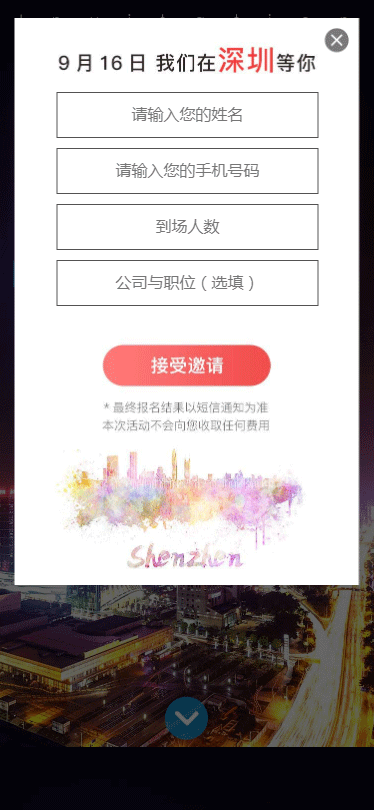 9月16日 我们在深圳等你
请输入您的姓名
请输入您的手机号码
到场人数
公司与职位（选填）
接受邀请
* 最终报名结果以短信通知为准
本次活动不会向您收取任何费用
Shenzhen